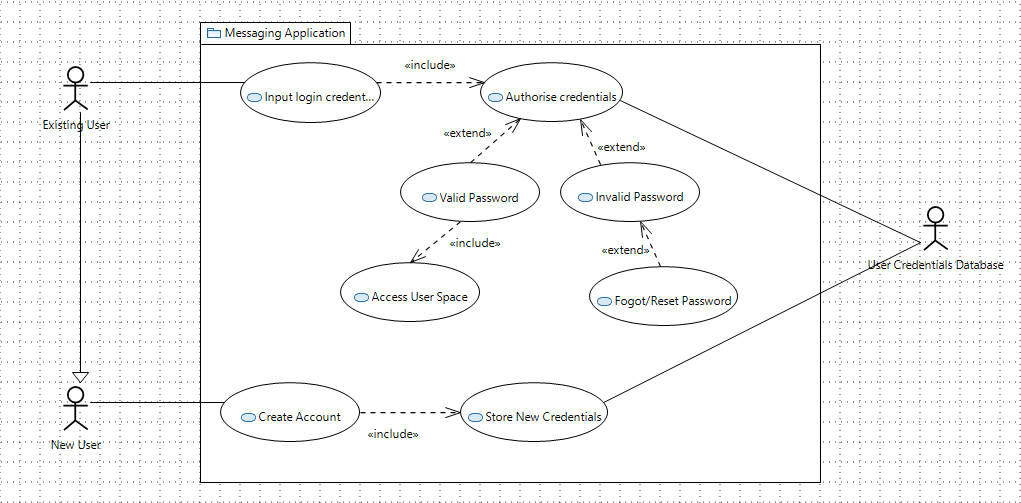 Messaging Application
«include»
Input login credent...
Authorise credentials
Existing User
«extend»
«extend»
Valid Password
Invalid Password
«include»
«extend»
User Credentials Database
Access User Space
Fogot/Reset Password
Create Account
Store New Credentials
«include»
New User